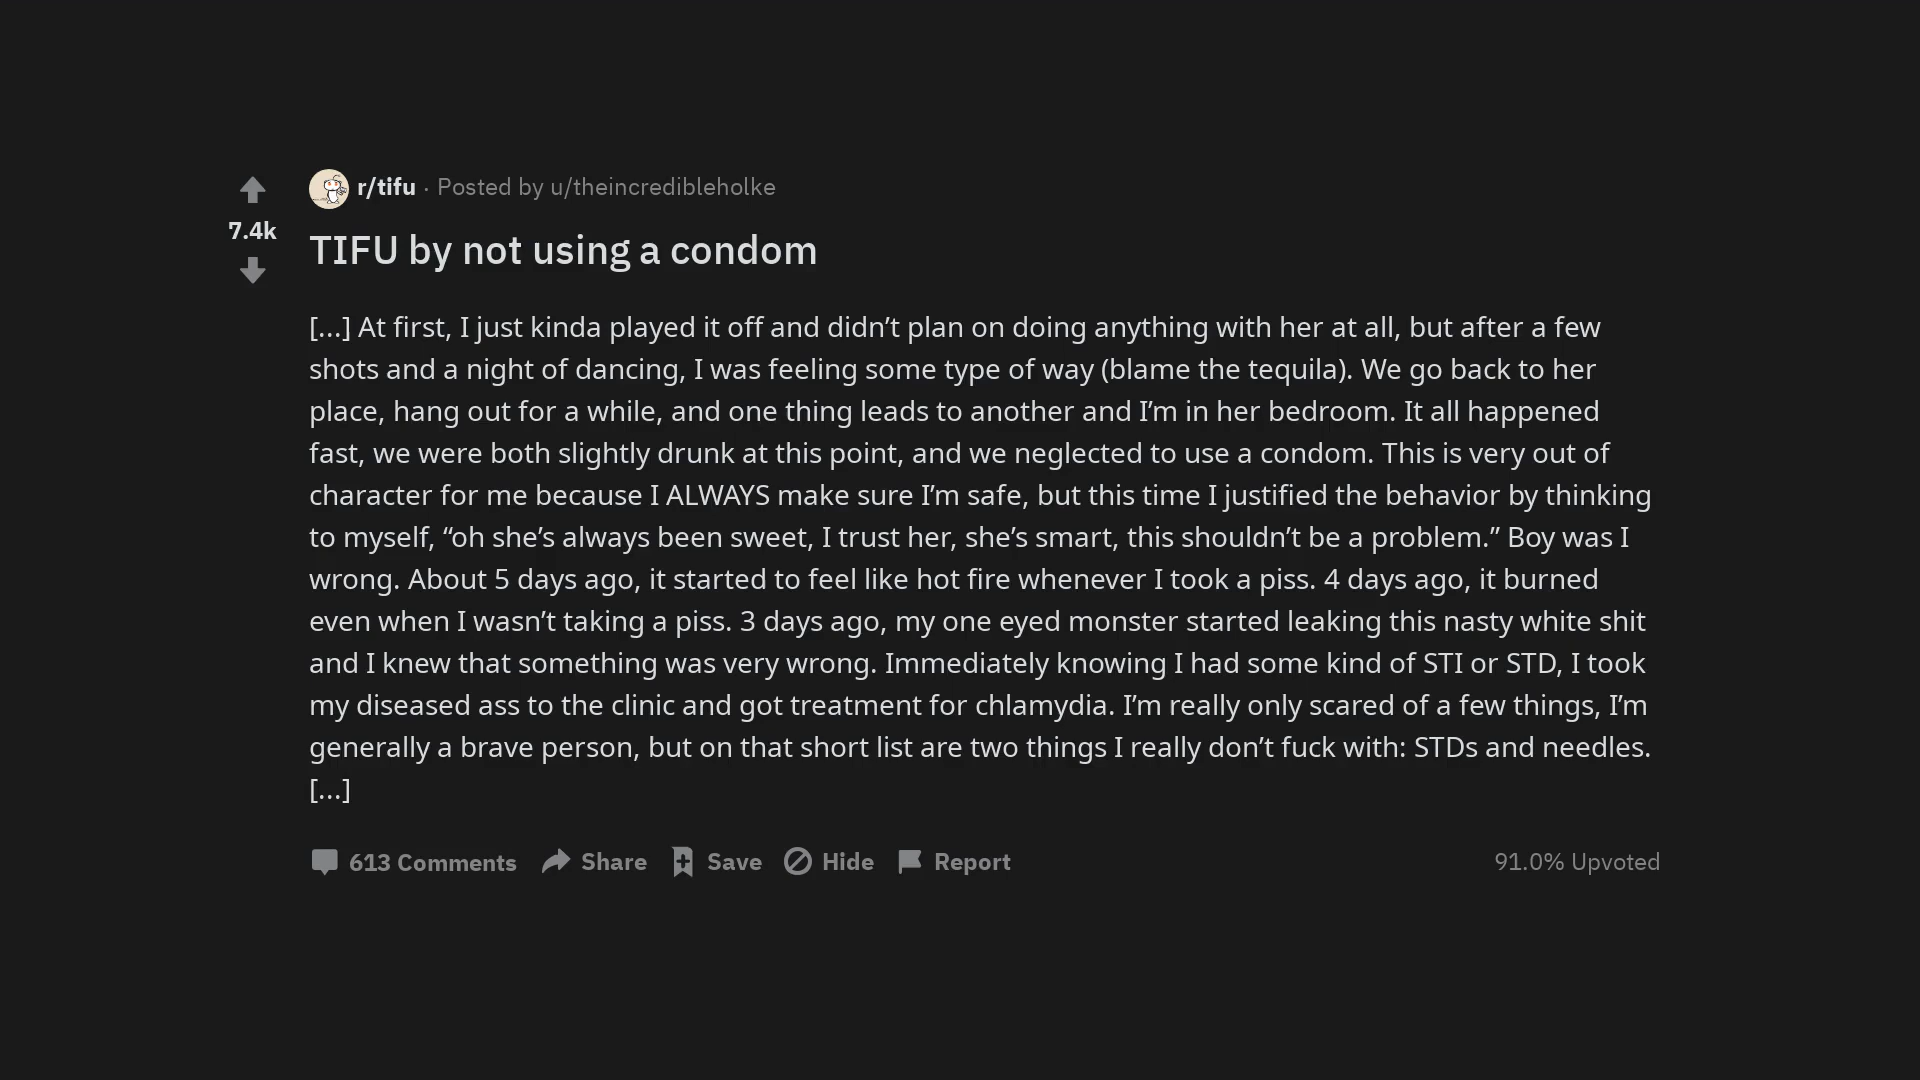 r/tifu · Posted by u/theincredibleholke
7.4k
TIFU by not using a condom
[...] At first, I just kinda played it off and didn’t plan on doing anything with her at all, but after a few
shots and a night of dancing, I was feeling some type of way (blame the tequila). We go back to her
place, hang out for a while, and one thing leads to another and I’m in her bedroom. It all happened
fast, we were both slightly drunk at this point, and we neglected to use a condom. This is very out of
character for me because I ALWAYS make sure I’m safe, but this time I justified the behavior by thinking
to myself, “oh she’s always been sweet, I trust her, she’s smart, this shouldn’t be a problem.” Boy was I
wrong. About 5 days ago, it started to feel like hot fire whenever I took a piss. 4 days ago, it burned
even when I wasn’t taking a piss. 3 days ago, my one eyed monster started leaking this nasty white shit
and I knew that something was very wrong. Immediately knowing I had some kind of STI or STD, I took
my diseased ass to the clinic and got treatment for chlamydia. I’m really only scared of a few things, I’m
generally a brave person, but on that short list are two things I really don’t fuck with: STDs and needles.
[...]
613 Comments Share Save Hide Report 91.0% Upvoted